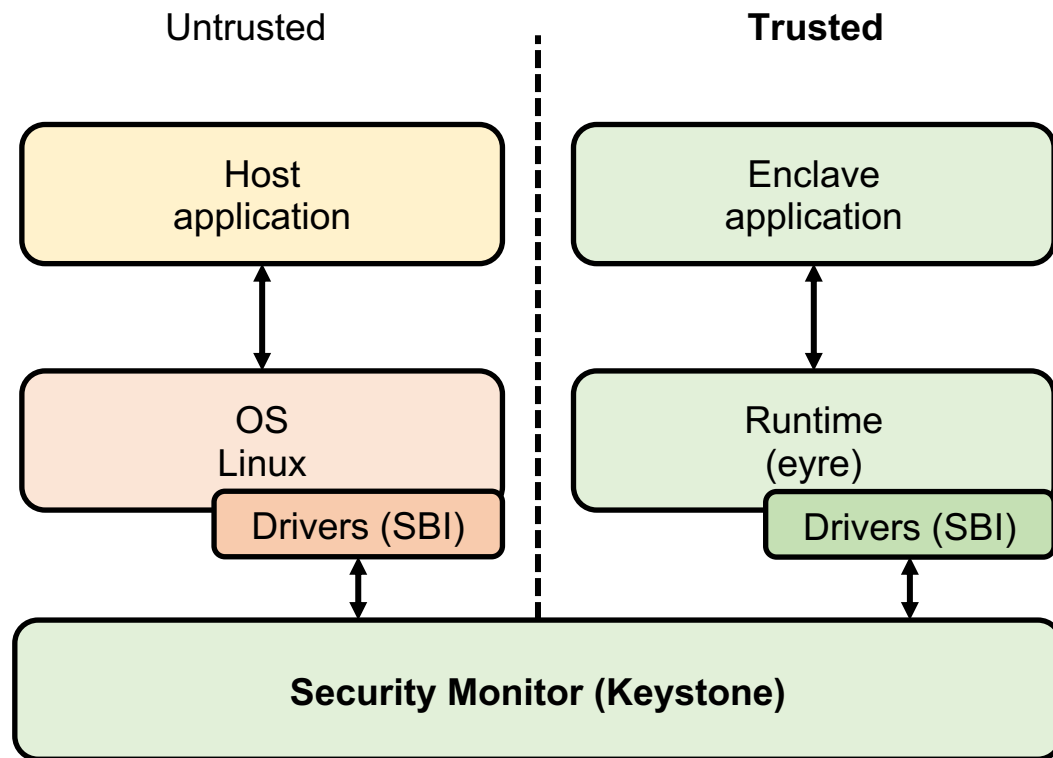 Untrusted
Trusted
Host
application
Enclave
application
OS
Linux
Drivers (SBI)
Runtime
(eyre)
Drivers (SBI)
Security Monitor (Keystone)